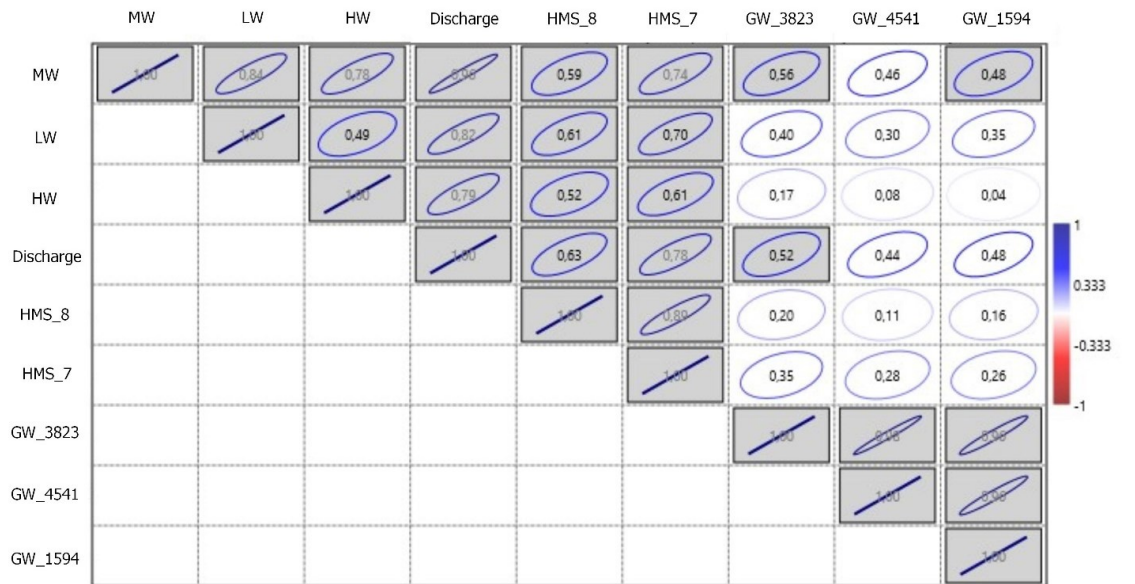 MW LW HW Discharge HMS_8 HMS_7 GW_3823 GW_4541 GW_1594
MW 1,00 0,84 0,78 0,59 0,74 0,56 0,46 0,48
LW 1,00 0,49 0,82 0,61 0,70 0,40 0,30 0,35
HW 1,00 0,79 0,52 0,61 0,17 0,08 0,04
Discharge 1,00 0,63 0,78 0,52 0,44 0,48
HMS_8 1,00 0,89 0,20 0,11 0,16
HMS_7 1,00 0,35 0,28 0,26
GW_3823 1,00
GW_4541 1,00
GW_1594 1,00
1
0.333
-0.333
-1